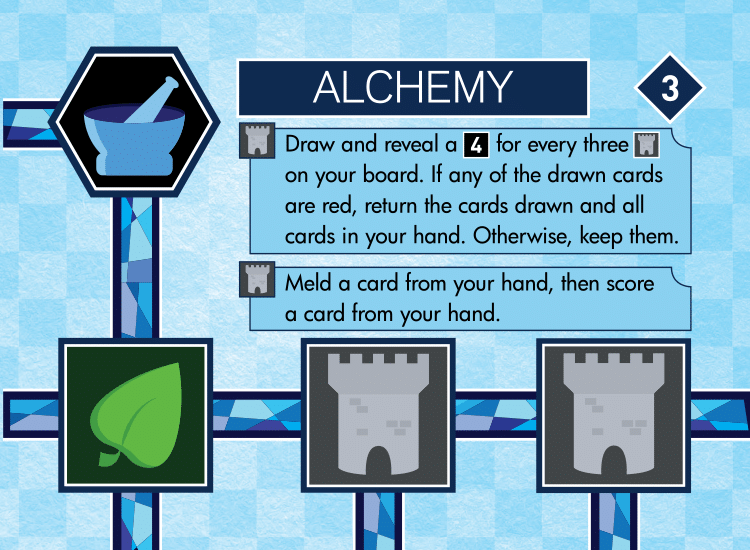 ALCHEMY
3
Draw and reveal a 4 for every three
on your board. If any of the drawn cards
are red, return the cards drawn and all
cards in your hand. Otherwise, keep them.
Meld a card from your hand, then score
a card from your hand.